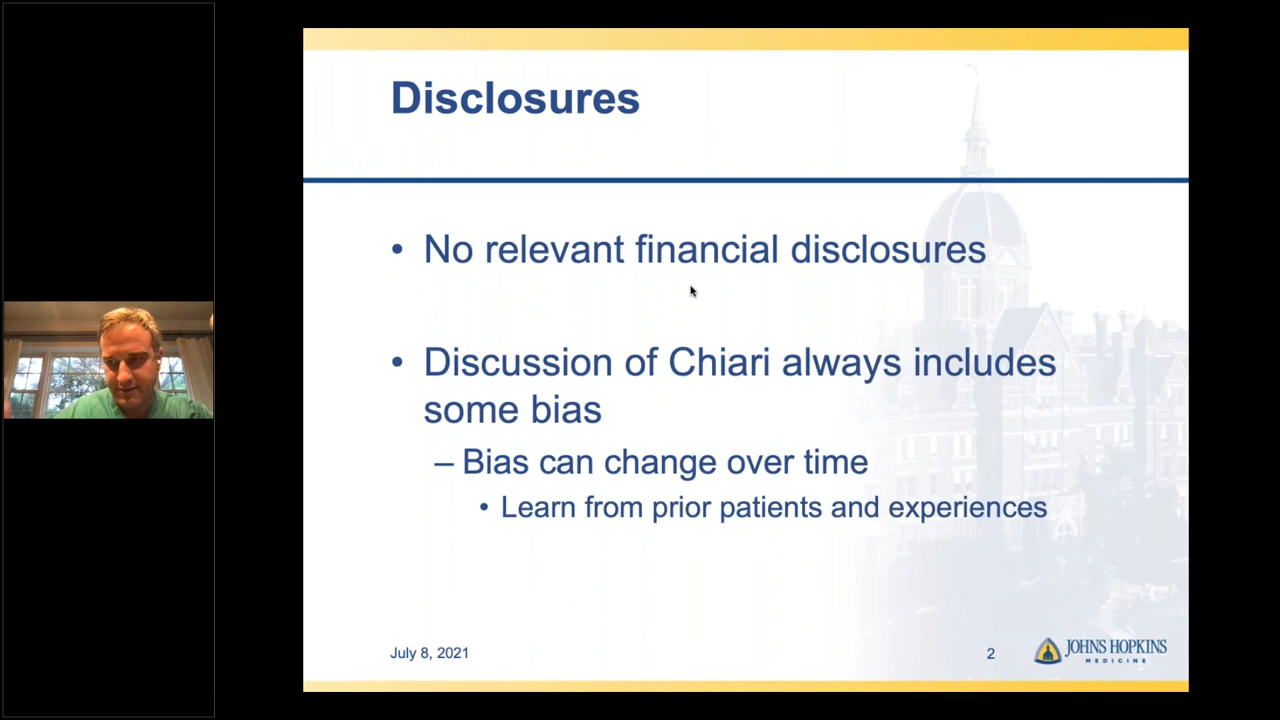 Disclosures
• No relevant financial disclosures
• Discussion of Chiari always includes
some bias
– Bias can change over time
• Learn from prior patients and experiences
July 8, 2021
2
JOHNS HOPKINS
MEDICINE